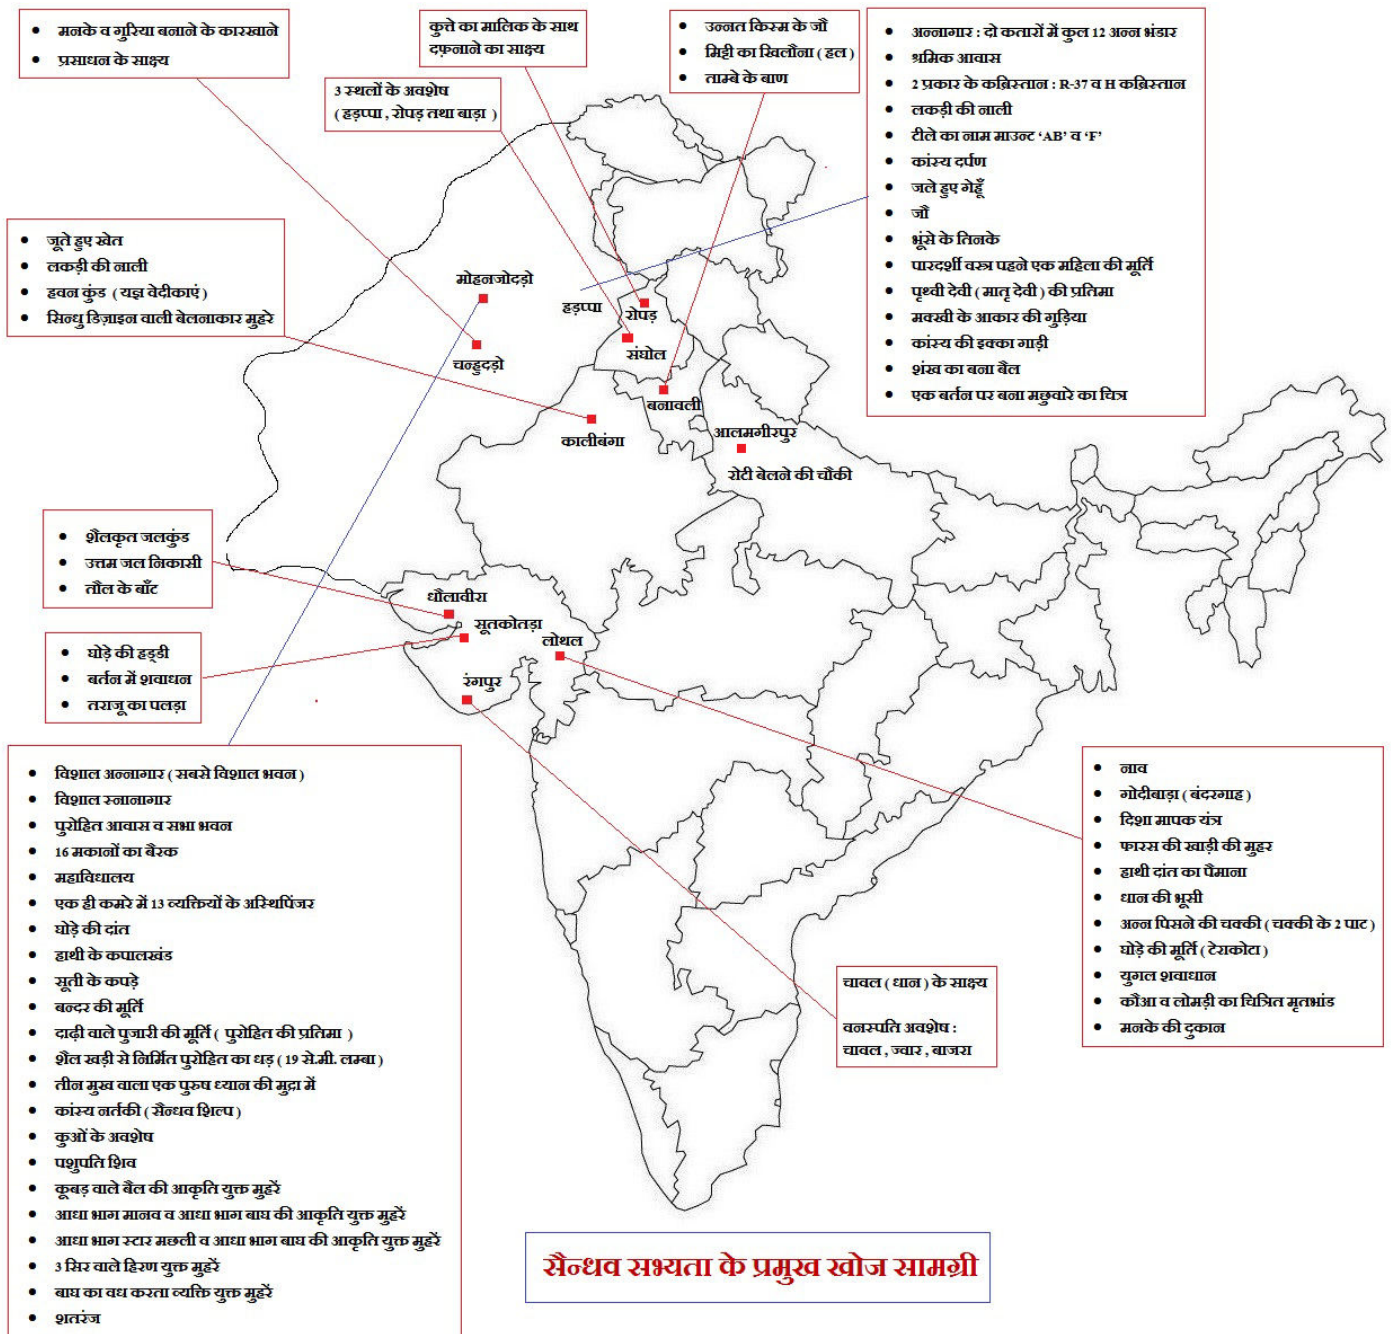 • मनके व गुरिया बनाने के कारखाने
• प्रसाधन के साक्ष्य
कुत्ते का मालिक के साथ
दफ़नाने का साक्ष्य
• उन्नत किस्म के जौ
• मिट्टी का खिलौना ( हल )
• ताम्बे के बाण
3 स्थलों के अवशेष
( हड़प्पा , रोपड़ तथा बाड़ा )
• अन्नागार : दो कतारों में कुल 12 अन्न भंडार
• श्रमिक आवास
• 2 प्रकार के कब्रिस्तान : R-37 व H कब्रिस्तान
• लकड़ी की नाली
• टीले का नाम माउन्ट ‘AB’ व ‘F’
• कांस्य दर्पण
• जले हुए गेहूँ
• जौ
• भूंसे के तिनके
• पारदर्शी वस्त्र पहने एक महिला की मूर्ति
• पृथ्वी देवी ( मातृ देवी ) की प्रतिमा
• मक्खी के आकार की गुड़िया
• कांस्य की इक्का गाड़ी
• शंख का बना बैल
• एक बर्तन पर बना मछुवारे का चित्र
• जूते हुए खेत
• लकड़ी की नाली
• हवन कुंड ( यज्ञ वेदीकाएं )
• सिन्धु डिज़ाइन वाली बेलनाकार मुहरे
मोहनजोदड़ो
हड़प्पा
रोपड़
संघोल
चन्हुदड़ो
बनावली
कालीबंगा
आलमगीरपुर
रोटी बेलने की चौकी
• शैलकृत जलकुंड
• उत्तम जल निकासी
• तौल के बाँट
धौलावीरा
सूतकोतड़ा
लोथल
रंगपुर
• घोड़े की हड्डी
• बर्तन में शवाधन
• तराजू का पलड़ा
• विशाल अन्नागार ( सबसे विशाल भवन )
• विशाल स्नानागार
• पुरोहित आवास व सभा भवन
• 16 मकानों का बैरक
• महाविधालय
• एक ही कमरे में 13 व्यक्तियों के अस्थिपिंजर
• घोड़े की दांत
• हाथी के कपालखंड
• सूती के कपड़े
• बन्दर की मूर्ति
• दाढ़ी वाले पुजारी की मूर्ति ( पुरोहित की प्रतिमा )
• शैल खड़ी से निर्मित पुरोहित का धड़ ( 19 से.मी. लम्बा )
• तीन मुख वाला एक पुरुष ध्यान की मुद्रा में
• कांस्य नर्तकी ( सैन्धव शिल्प )
• कुओं के अवशेष
• पशुपति शिव
• कूबड़ वाले बैल की आकृति युक्त मुहरें
• आधा भाग मानव व आधा भाग बाघ की आकृति युक्त मुहरें
• आधा भाग स्टार मछली व आधा भाग बाघ की आकृति युक्त मुहरें
• 3 सिर वाले हिरण युक्त मुहरें
• बाघ का वध करता व्यक्ति युक्त मुहरें
• शतरंज
• नाव
• गोदीबाड़ा ( बंदरगाह )
• दिशा मापक यंत्र
• फारस की खाड़ी की मुहर
• हाथी दांत का पैमाना
• धान की भूसी
• अन्न पिसने की चक्की ( चक्की के 2 पाट )
• घोड़े की मूर्ति ( टेराकोटा )
• युगल शवाधान
• कौआ व लोमड़ी का चित्रित मृतभांड
• मनके की दुकान
चावल ( धान ) के साक्ष्य
वनस्पति अवशेष :
चावल , ज्वार , बाजरा
सैन्धव सभ्यता के प्रमुख खोज सामग्री